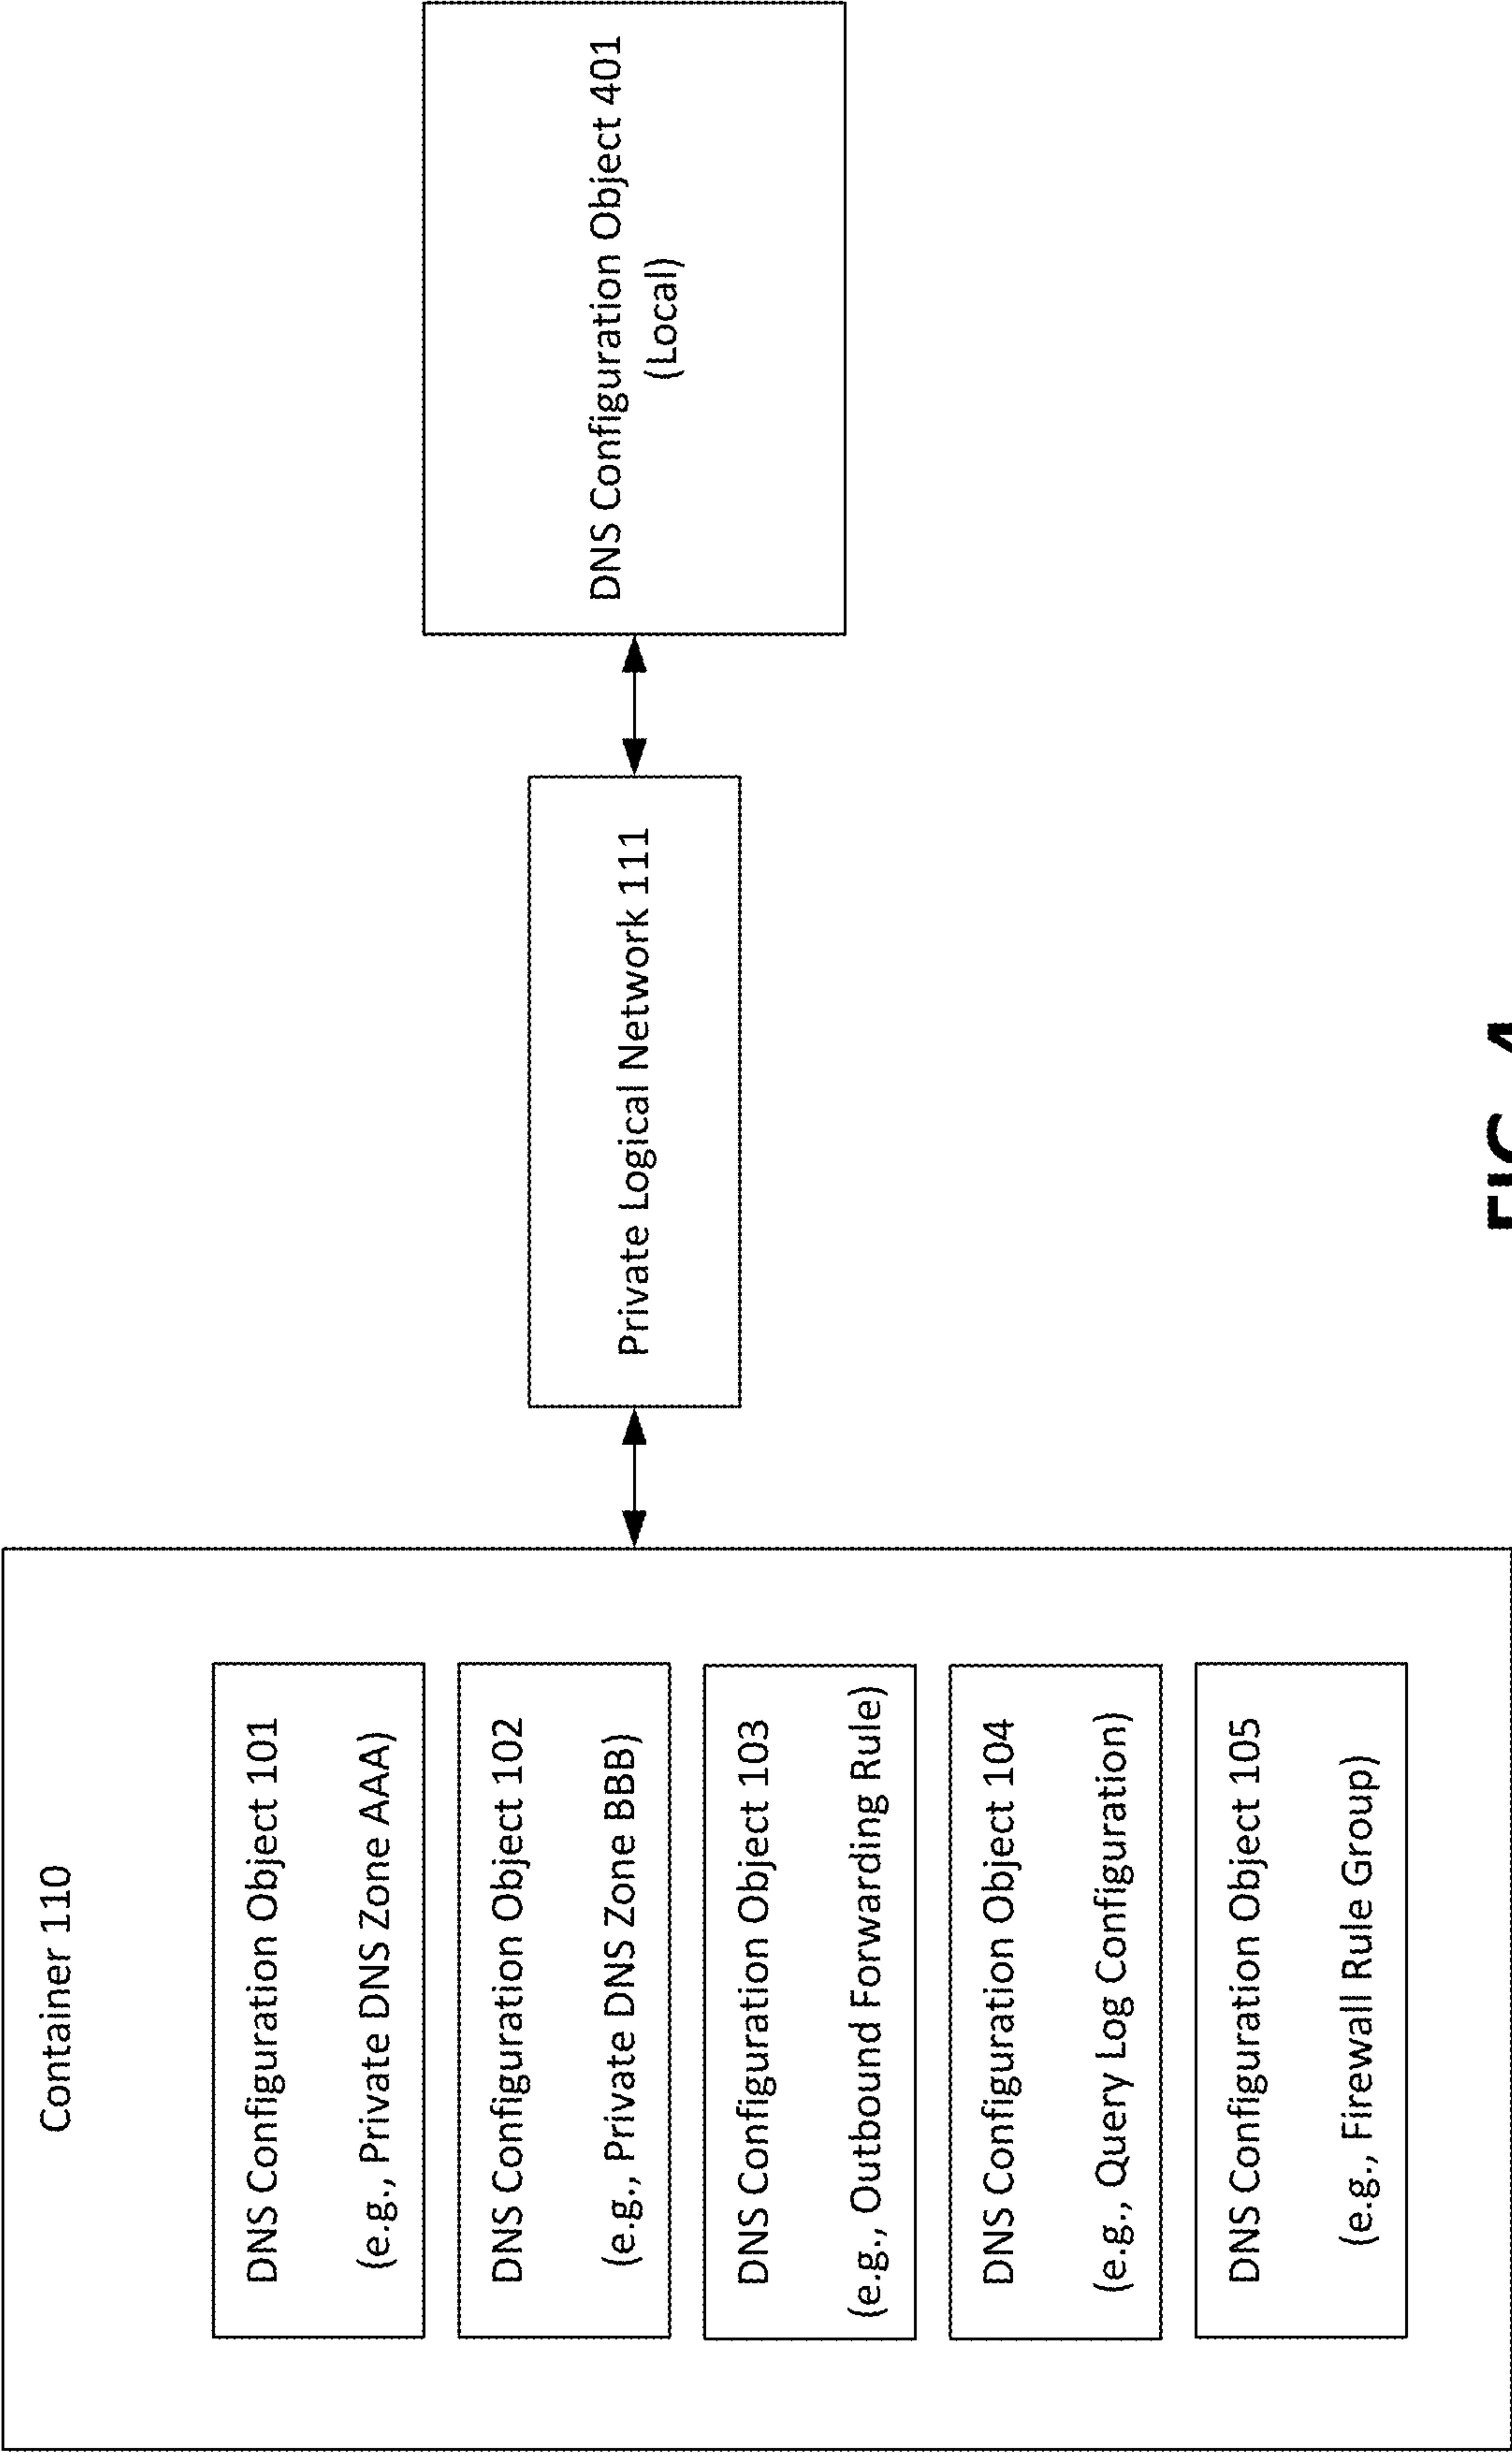 Container 110
DNS Configuration Object 101
(e.g., Private DNS Zone AAA)
DNS Configuration Object 102
(e.g., Private DNS Zone BBB)
DNS Configuration Object 103
(e.g., Outbound Forwarding Rule)
DNS Configuration Object 104
(e.g., Query Log Configuration)
DNS Configuration Object 105
(e.g., Firewall Rule Group)
Private Logical Network 111
DNS Configuration Object 401
(Local)
FIG. 4